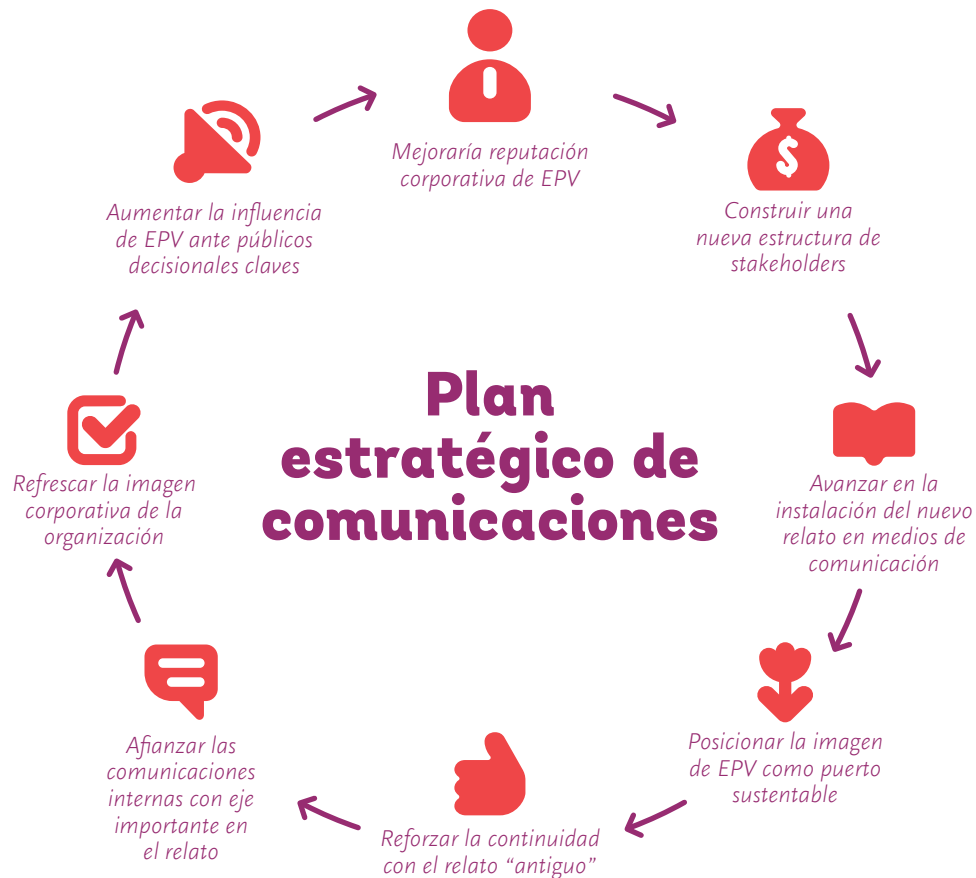 Mejoraría reputación
corporativa de EPV
Construir una
nueva estructura de
stakeholders
Avanzar en la
instalación del nuevo
relato en medios de
comunicación
Posicionar la imagen
de EPV como puerto
sustentable
Reforzar la continuidad
con el relato “antiguo”
Afianzar las
comunicaciones
internas con eje
importante en
el relato
Refrescar la imagen
corporativa de la
organización
Aumentar la influencia
de EPV ante públicos
decisionales claves
Plan
estratégico de
comunicaciones
$